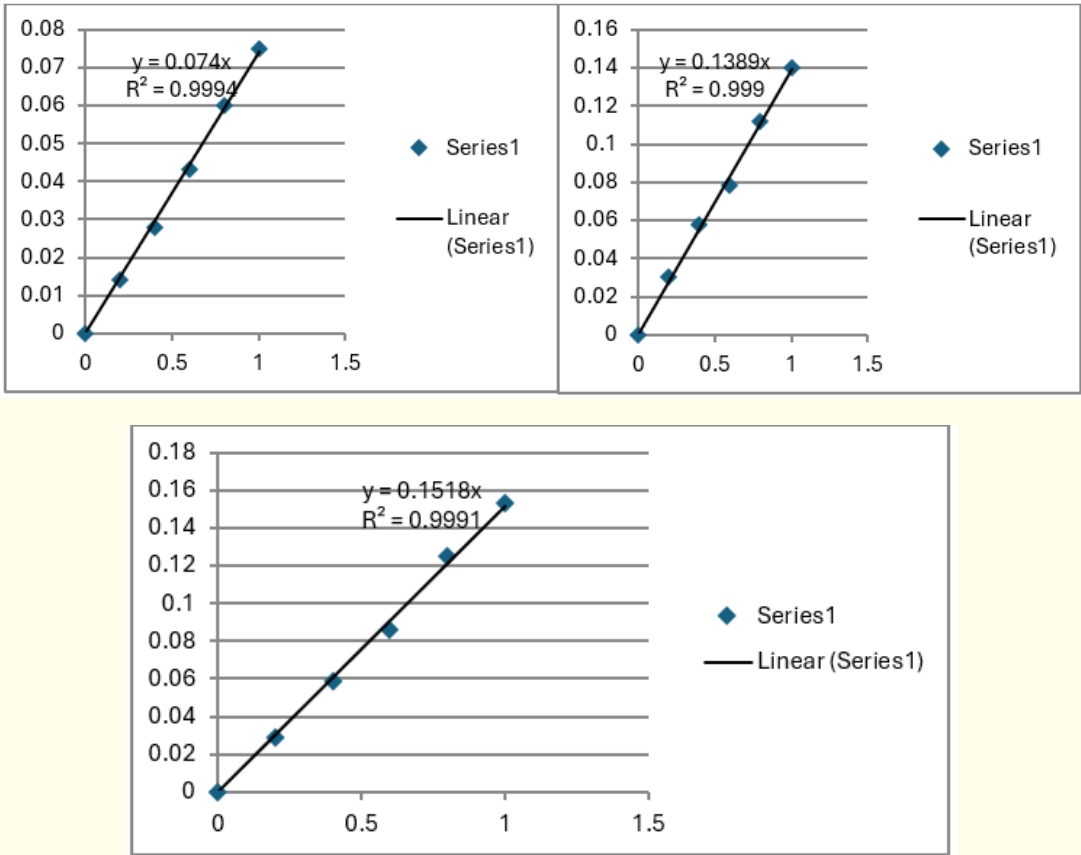 0.08
0.07
0.06
0.05
0.04
0.03
0.02
0.01
0
0
0.5
1
1.5
y = 0.074x
R² = 0.9994
Series1
Linear
(Series1)
0.16
0.14
0.12
0.1
0.08
0.06
0.04
0.02
0
0
0.5
1
1.5
y = 0.1389x
R² = 0.999
Series1
Linear
(Series1)
0.18
0.16
0.14
0.12
0.1
0.08
0.06
0.04
0.02
0
0
0.5
1
1.5
y = 0.1518x
R² = 0.9991
Series1
Linear (Series1)